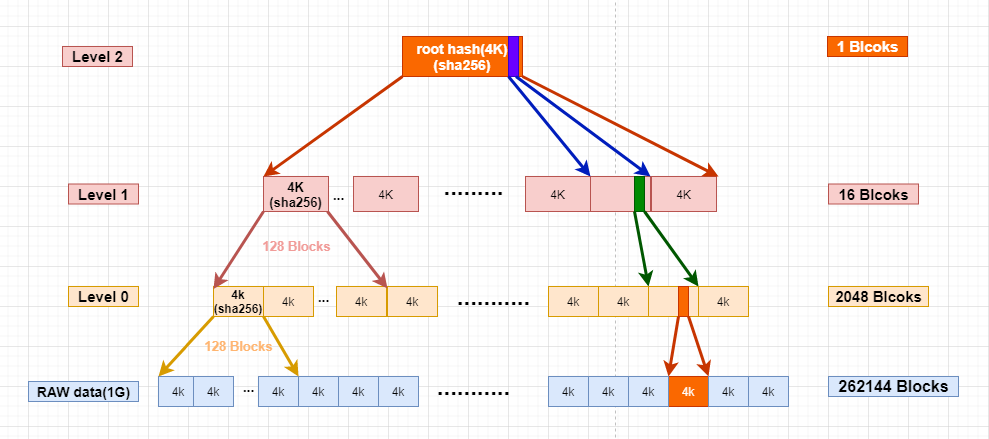 Level 2
root hash(4K)
(sha256)
1 Blcoks
Level 1
4K
(sha256)
...
4K
.........
4K
4K
16 Blcoks
128 Blocks
Level 0
4k
(sha256)
4k
...
4k
4k
...........
4k
4k
4k
2048 Blcoks
128 Blocks
RAW data(1G)
4k
4k
...
4k
4k
4k
4k
...........
4k
4k
4k
4k
4k
4k
262144 Blocks